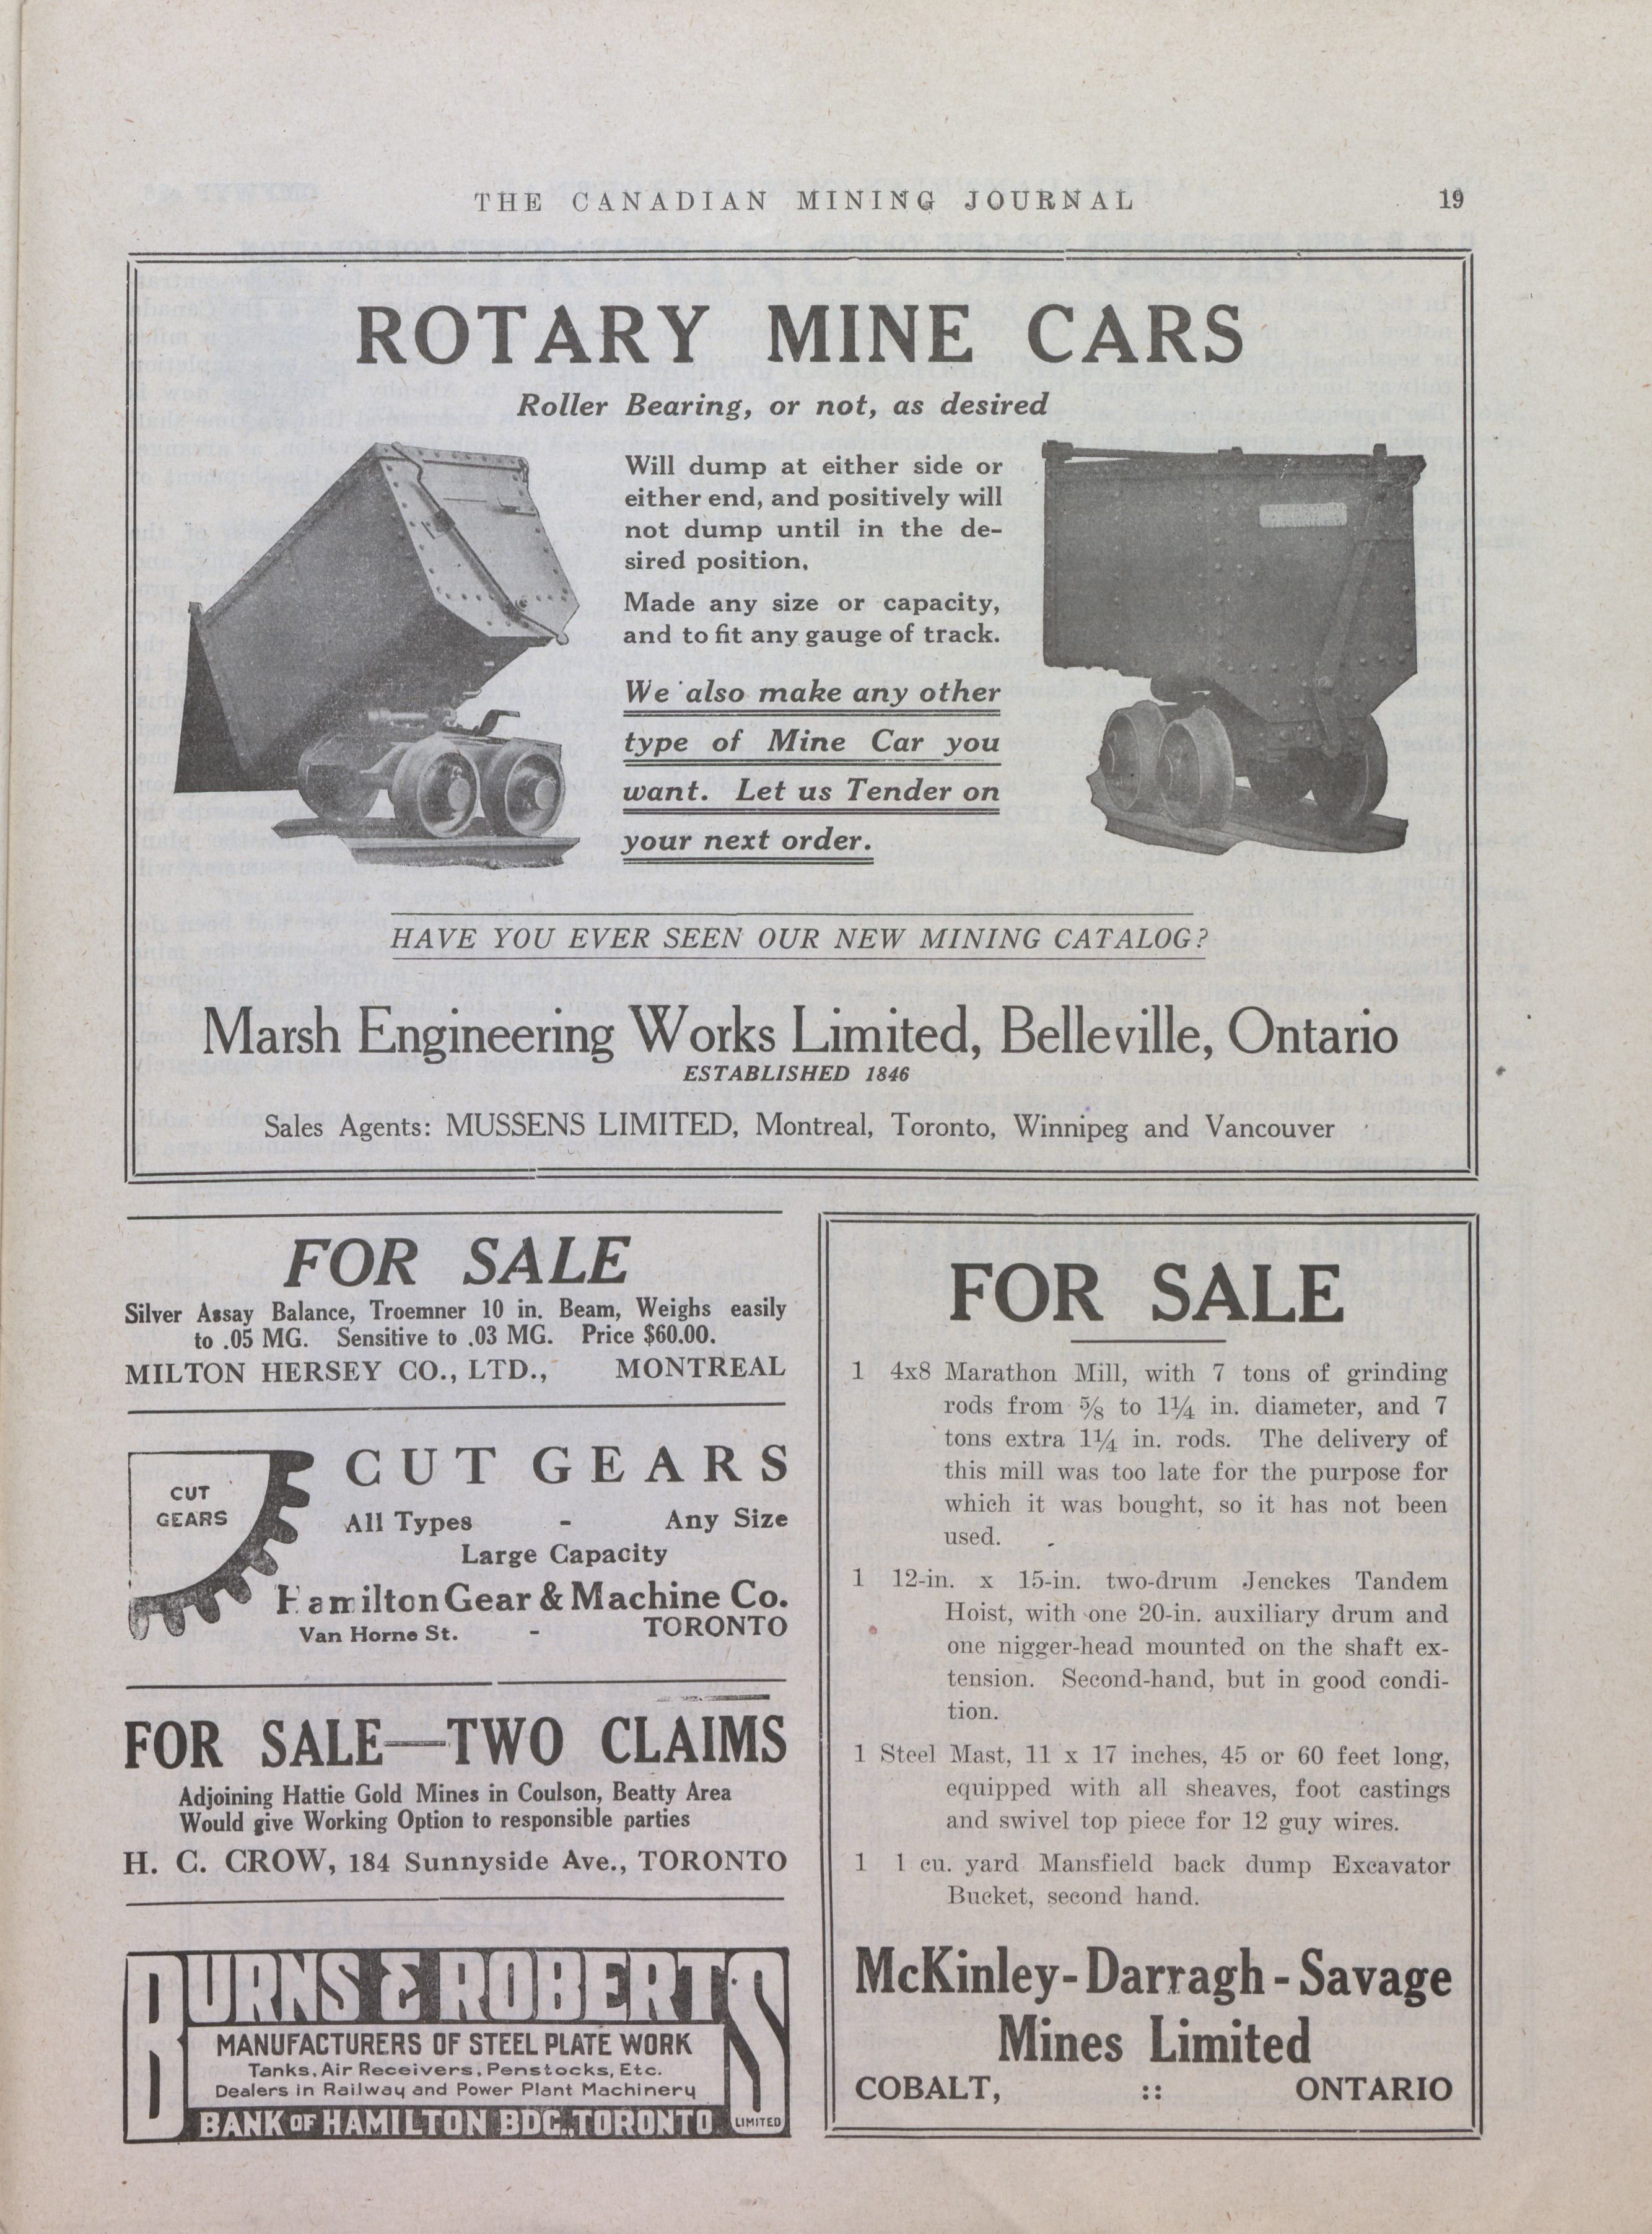 THE CANADIAN MINING JOURNAL 19
ROTARY MINE CARS
Roller Bearing, or not, as desired
Will dump at either side or
either end, and positively will
not dump until in the de-
sired position.
Made any size or capacity,
and to fit any gauge of track.
We also make any other
type of Mine Car you
want. Let us Tender on
your next order.
HAVE YOU EVER SEEN OUR NEW MINING CATALOG?
Marsh Engineering Works Limited, Belleville, Ontario
ESTABLISHED 1846
Sales Agents: MUSSENS LIMITED, Montreal, Toronto, Winnipeg and Vancouver
FOR SALE
Silver Assay Balance, Troemner 10 in. Beam, Weighs easily
to .05 MG. Sensitive to .03 MG. Price $60.00.
MILTON HERSEY CO., LTD., MONTREAL
CUT
GEARS
CUT GEARS
All Types - Any Size
Large Capacity
Hamilton Gear & Machine Co.
Van Horne St. - TORONTO
FOR SALE—TWO CLAIMS
Adjoining Hattie Gold Mines in Coulson, Beatty Area
Would give Working Option to responsible parties
H. C. CROW, 184 Sunnyside Ave., TORONTO
BURNS & ROBERTS
MANUFACTURERS OF STEEL PLATE WORK
Tanks, Air Receivers, Penstocks, Etc.
Dealers in Railway and Power Plant Machinery
BANK OF HAMILTON BDG., TORONTO LIMITED
FOR SALE
1 4x8 Marathon Mill, with 7 tons of grinding
rods from ⅝ to 1¼ in. diameter, and 7
tons extra 1¼ in. rods. The delivery of
this mill was too late for the purpose for
which it was bought, so it has not been
used.
1 12-in. x 15-in. two-drum Jenckes Tandem
Hoist, with one 20-in. auxiliary drum and
one nigger-head mounted on the shaft ex-
tension. Second-hand, but in good condi-
tion.
1 Steel Mast, 11 x 17 inches, 45 or 60 feet long,
equipped with all sheaves, foot castings
and swivel top piece for 12 guy wires.
1 1 cu. yard Mansfield back dump Excavator
Bucket, second hand.
McKinley-Darragh-Savage
Mines Limited
COBALT, :: ONTARIO